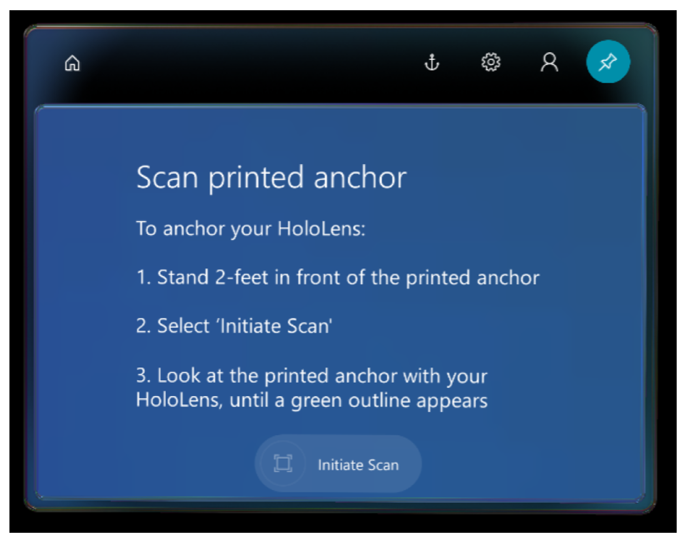 Scan printed anchor
To anchor your HoloLens:
1. Stand 2-feet in front of the printed anchor
2. Select ‘Initiate Scan'
3. Look at the printed anchor with your
HoloLens, until a green outline appears
Initiate Scan